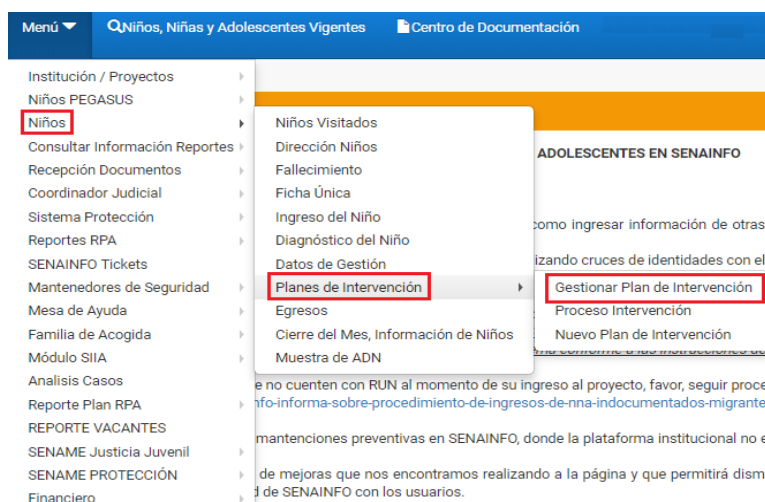 Menú
Niños, Niñas y Adolescentes Vigentes
Centro de Documentación
Institución / Proyectos
Niños PEGASUS
Niños
Consultar Información Reportes
Recepción Documentos
Coordinador Judicial
Sistema Protección
Reportes RPA
SENAINFO Tickets
Mantenedores de Seguridad
Mesa de Ayuda
Familia de Acogida
Módulo SIIA
Analisis Casos
Reporte Plan RPA
REPORTE VACANTES
SENAME Justicia Juvenil
SENAME PROTECCIÓN
Financiero
Niños Visitados
Dirección Niños
Fallecimiento
Ficha Única
Ingreso del Niño
Diagnóstico del Niño
Datos de Gestión
Planes de Intervención
Egresos
Cierre del Mes, Información de Niños
Muestra de ADN
Gestionar Plan de Intervención
Proceso Intervención
Nuevo Plan de Intervención
ADOLESCENTES EN SENAINFO
como ingresar información de otras
izando cruces de identidades con el
conforme a las instrucciones
e no cuenten con RUN al momento de su ingreso al proyecto, favor, seguir proce
nfo-informa-sobre-procedimiento-de-ingresos-de-nna-indocumentados-migrante
mantenciones preventivas en SENAINFO, donde la plataforma institucional no e
de mejoras que nos encontramos realizando a la página y que permitirá dism
d de SENAINFO con los usuarios.